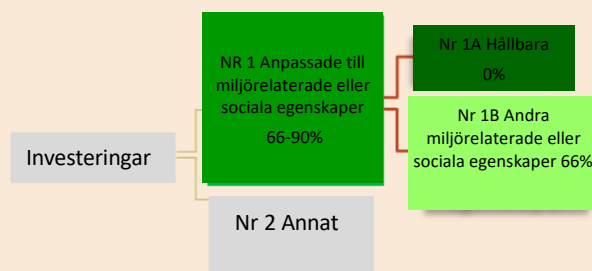 Investeringar
NR 1 Anpassade till
miljörelaterade eller
sociala egenskaper
66-90%
Nr 2 Annat
Nr 1A Hållbara
0%
Nr 1B Andra
miljörelaterade eller
sociala egenskaper 66%